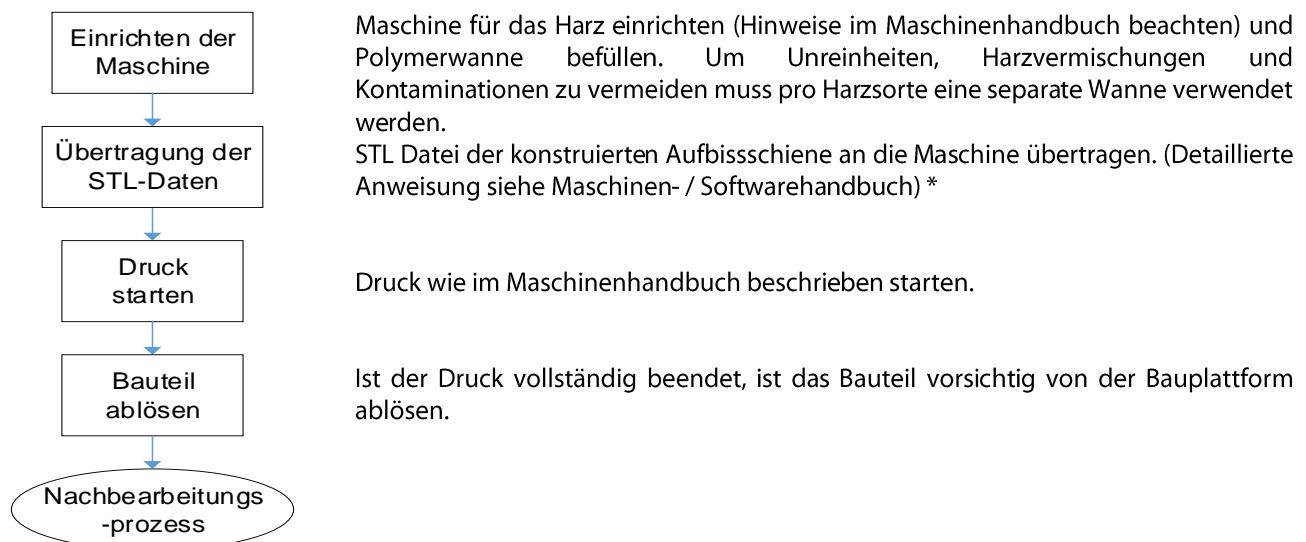 Einrichten der
Maschine
Maschine für das Harz einrichten (Hinweise im Maschinenhandbuch beachten) und
Polymerwanne befüllen. Um Unreinheiten, Harzvermischungen und
Kontaminationen zu vermeiden muss pro Harzsorte eine separate Wanne verwendet
werden.
Übertragung der
STL-Daten
STL Datei der konstruierten Aufbissschiene an die Maschine übertragen. (Detaillierte
Anweisung siehe Maschinen- / Softwarehandbuch) *
Druck
starten
Druck wie im Maschinenhandbuch beschrieben starten.
Bauteil
ablösen
Ist der Druck vollständig beendet, ist das Bauteil vorsichtig von der Bauplattform
ablösen.
Nachbearbeitungs
-prozess